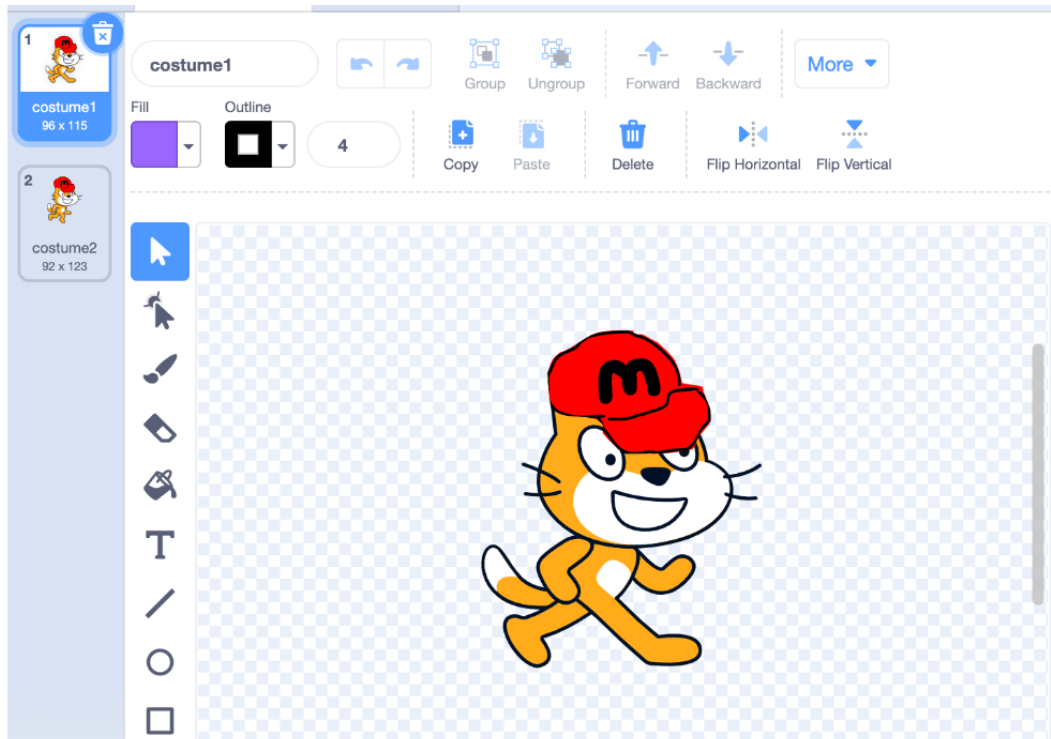 1
costume1
96 x 115
2
costume2
92 x 123
costume1
Group
Ungroup
Forward
Backward
More
Fill
Outline
4
Copy
Paste
Delete
Flip Horizontal
Flip Vertical
T
m